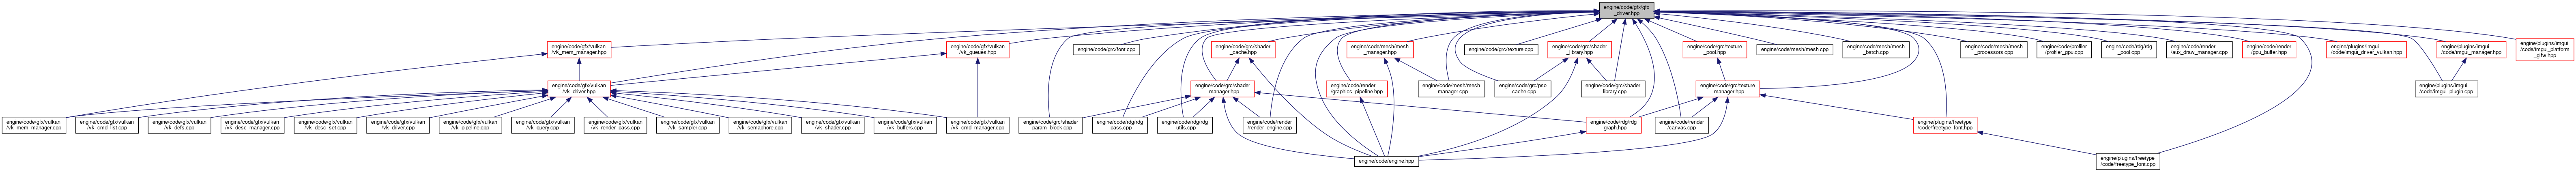 engine/code/gfx/gfx
_driver.hpp
engine/code/gfx/vulkan
/vk_mem_manager.hpp
engine/code/gfx/vulkan
/vk_queues.hpp
engine/code/grc/font.cpp
engine/code/grc/shader
_cache.hpp
engine/code/mesh/mesh
_manager.hpp
engine/code/grc/texture.cpp
engine/code/grc/shader
_library.hpp
engine/code/grc/texture
_pool.hpp
engine/code/mesh/mesh.cpp
engine/code/mesh/mesh
_batch.cpp
engine/code/mesh/mesh
_processors.cpp
engine/code/profiler
/profiler_gpu.cpp
engine/code/rdg/rdg
_pool.cpp
engine/code/render
/aux_draw_manager.cpp
engine/code/render
/gpu_buffer.hpp
engine/plugins/imgui
/code/imgui_driver_vulkan.hpp
engine/plugins/imgui
/code/imgui_manager.hpp
engine/plugins/imgui
/code/imgui_platform
_glfw.hpp
engine/code/gfx/vulkan
/vk_driver.hpp
engine/code/grc/shader
_manager.hpp
engine/code/render
/graphics_pipeline.hpp
engine/code/mesh/mesh
_manager.cpp
engine/code/grc/pso
_cache.cpp
engine/code/grc/shader
_library.cpp
engine/code/grc/texture
_manager.hpp
engine/plugins/imgui
/code/imgui_plugin.cpp
engine/code/gfx/vulkan
/vk_mem_manager.cpp
engine/code/gfx/vulkan
/vk_cmd_list.cpp
engine/code/gfx/vulkan
/vk_defs.cpp
engine/code/gfx/vulkan
/vk_desc_manager.cpp
engine/code/gfx/vulkan
/vk_desc_set.cpp
engine/code/gfx/vulkan
/vk_driver.cpp
engine/code/gfx/vulkan
/vk_pipeline.cpp
engine/code/gfx/vulkan
/vk_query.cpp
engine/code/gfx/vulkan
/vk_render_pass.cpp
engine/code/gfx/vulkan
/vk_sampler.cpp
engine/code/gfx/vulkan
/vk_semaphore.cpp
engine/code/gfx/vulkan
/vk_shader.cpp
engine/code/gfx/vulkan
/vk_buffers.cpp
engine/code/gfx/vulkan
/vk_cmd_manager.cpp
engine/code/grc/shader
_param_block.cpp
engine/code/rdg/rdg
_pass.cpp
engine/code/rdg/rdg
_utils.cpp
engine/code/render
/render_engine.cpp
engine/code/rdg/rdg
_graph.hpp
engine/code/render
/canvas.cpp
engine/plugins/freetype
/code/freetype_font.hpp
engine/code/engine.hpp
engine/plugins/freetype
/code/freetype_font.cpp